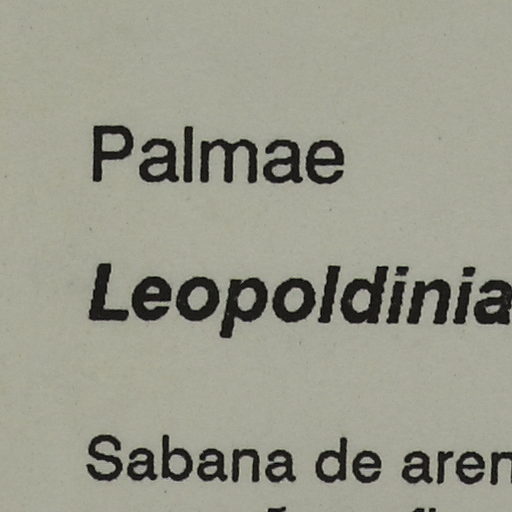 Palmae
Leopoldinia
Sabana de aren